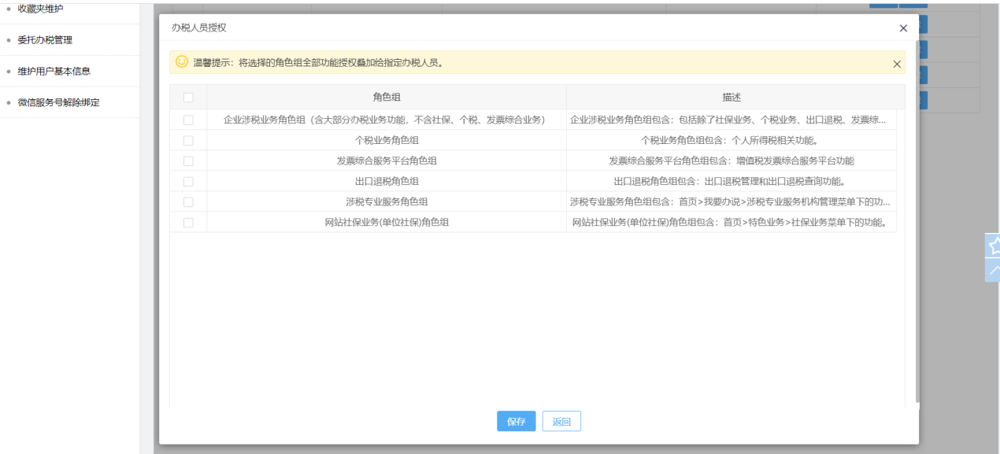 收藏夹维护
委托办税管理
维护用户基本信息
微信服务号解除绑定
办税人员授权
温馨提示：将选择的角色组全部功能授权叠加给指定办税人员。
角色组 描述
企业涉税业务角色组（含大部分办税业务功能，不含社保、个税、发票综合业务） 企业涉税业务角色组包含：包括除了社保业务、个税业务、出口退税、发票综...
个税业务角色组 个税业务角色组包含：个人所得税相关功能。
发票综合服务平台角色组 发票综合服务平台角色组包含：增值税发票综合服务平台功能
出口退税角色组 出口退税角色组包含：出口退税管理和出口退税查询功能。
涉税专业服务角色组 涉税专业服务角色组包含：首页>我要办说>涉税专业服务机构管理菜单下的功...
网站社保业务(单位社保)角色组 网站社保业务(单位社保)角色组包含：首页>特色业务>社保业务菜单下的功能。
保存 返回